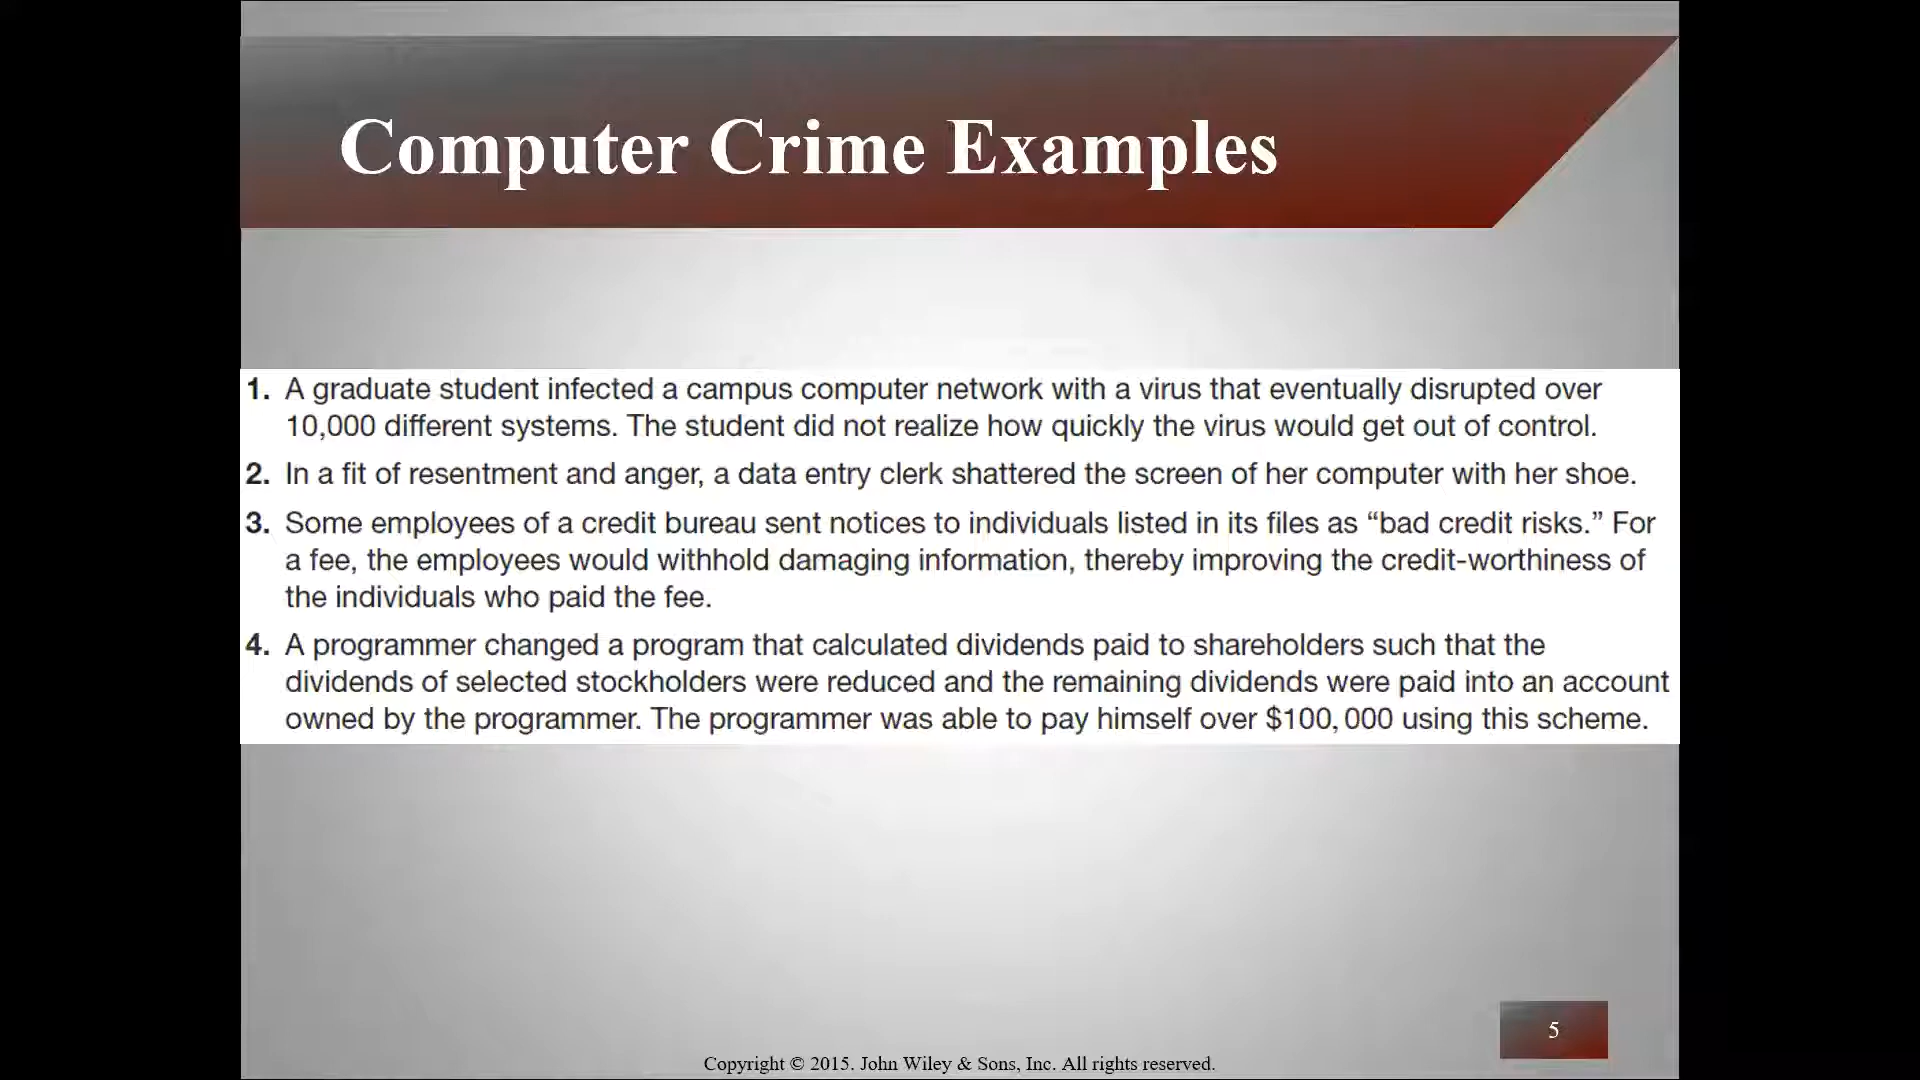 Computer Crime Examples
1. A graduate student infected a campus computer network with a virus that eventually disrupted over
10,000 different systems. The student did not realize how quickly the virus would get out of control.
2. In a fit of resentment and anger, a data entry clerk shattered the screen of her computer with her shoe.
3. Some employees of a credit bureau sent notices to individuals listed in its files as “bad credit risks.” For
a fee, the employees would withhold damaging information, thereby improving the credit-worthiness of
the individuals who paid the fee.
4. A programmer changed a program that calculated dividends paid to shareholders such that the
dividends of selected stockholders were reduced and the remaining dividends were paid into an account
owned by the programmer. The programmer was able to pay himself over $100,000 using this scheme.
5
Copyright © 2015. John Wiley & Sons, Inc. All rights reserved.